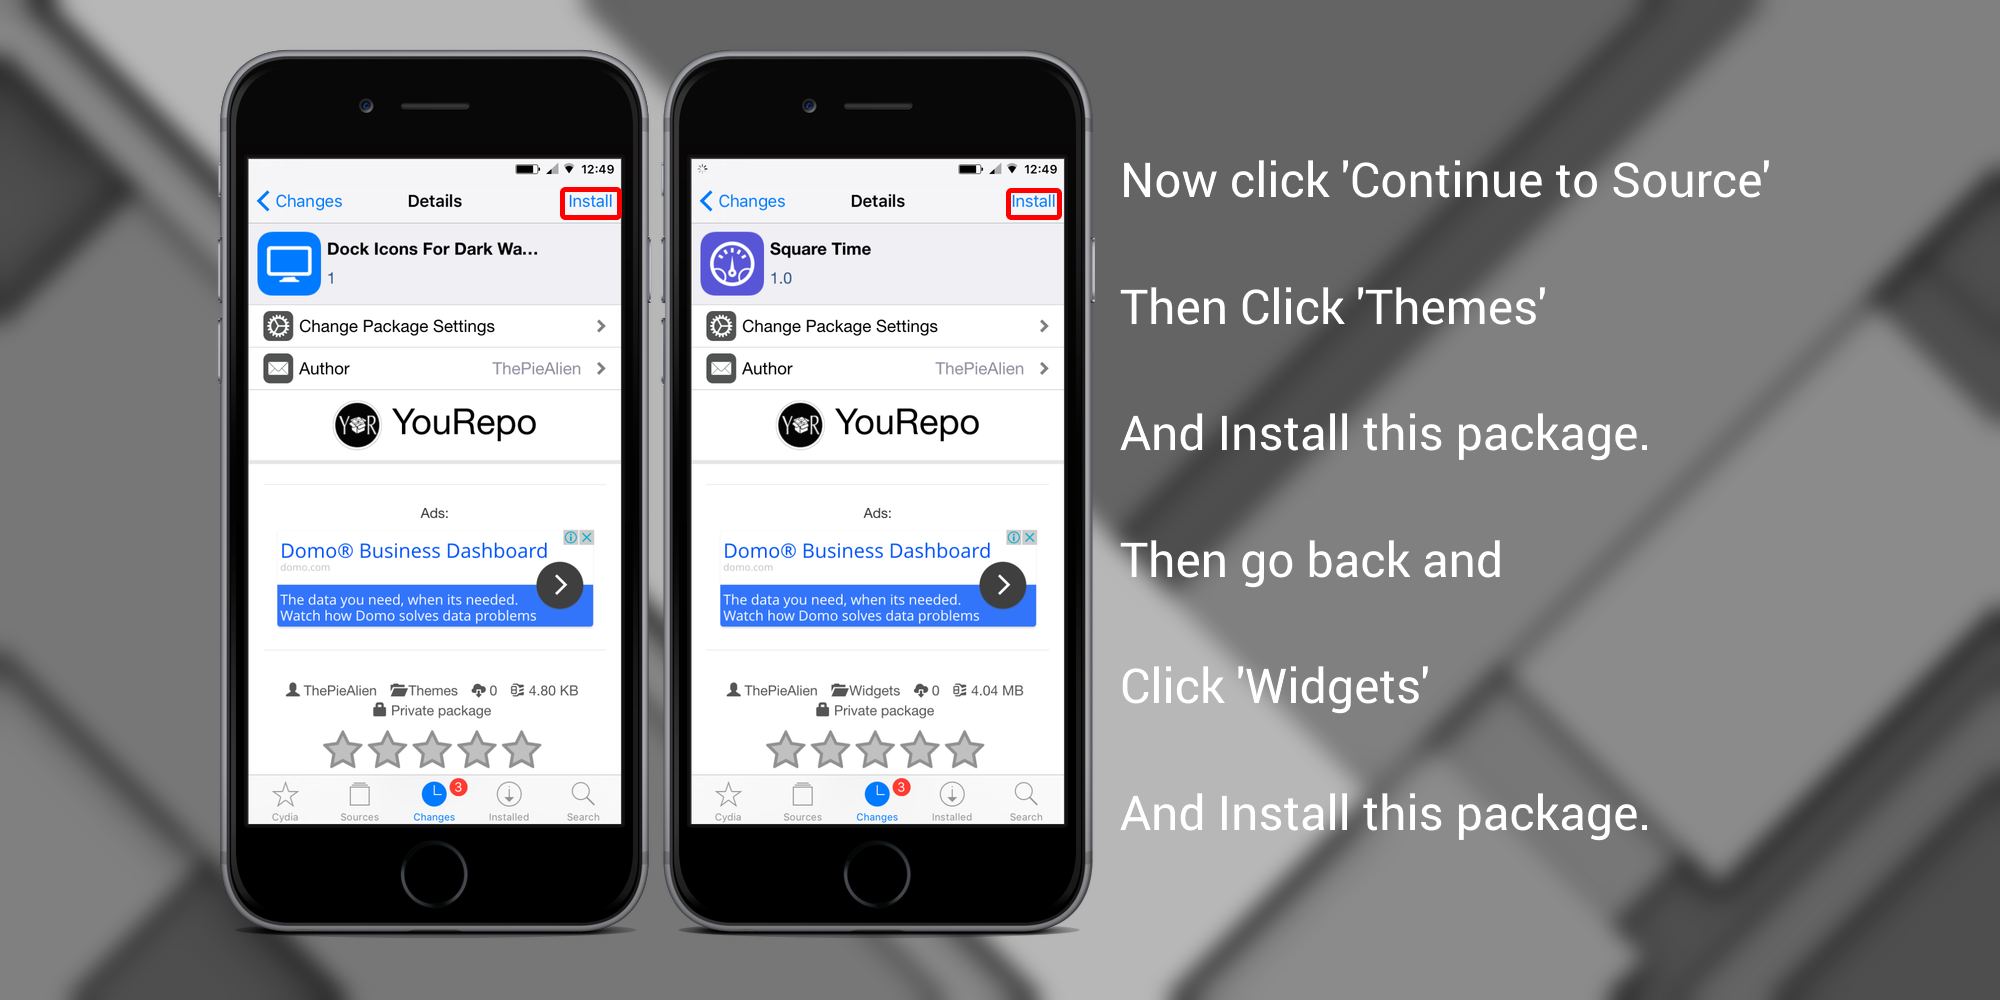 12:49
Changes
Details
Install
Dock Icons For Dark Wa...
1
Change Package Settings
Author
ThePieAlien
YouRepo
Ads:
Domo® Business Dashboard
domo.com
The data you need, when its needed.
Watch how Domo solves data problems
ThePieAlien Themes 0 4.80 KB
Private package
3
Cydia Sources Changes Installed Search
12:49
Changes
Details
Install
Square Time
1.0
Change Package Settings
Author
ThePieAlien
YouRepo
Ads:
Domo® Business Dashboard
domo.com
The data you need, when its needed.
Watch how Domo solves data problems
ThePieAlien Widgets 0 4.04 MB
Private package
3
Cydia Sources Changes Installed Search
Now click 'Continue to Source'
Then Click 'Themes'
And Install this package.
Then go back and
Click 'Widgets'
And Install this package.